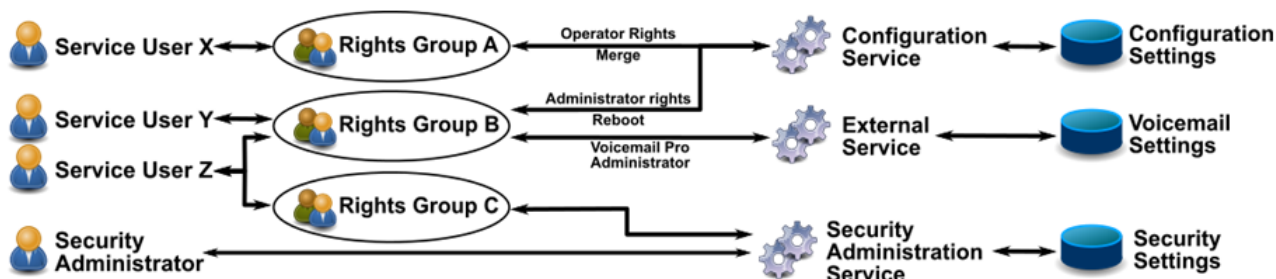 Service User X
Rights Group A
Operator Rights
Merge
Configuration
Service
Configuration
Settings
Administrator rights
Reboot
Service User Y
Rights Group B
Voicemail Pro
Administrator
External
Service
Voicemail
Settings
Service User Z
Rights Group C
Security
Administrator
Security
Administration
Service
Security
Settings